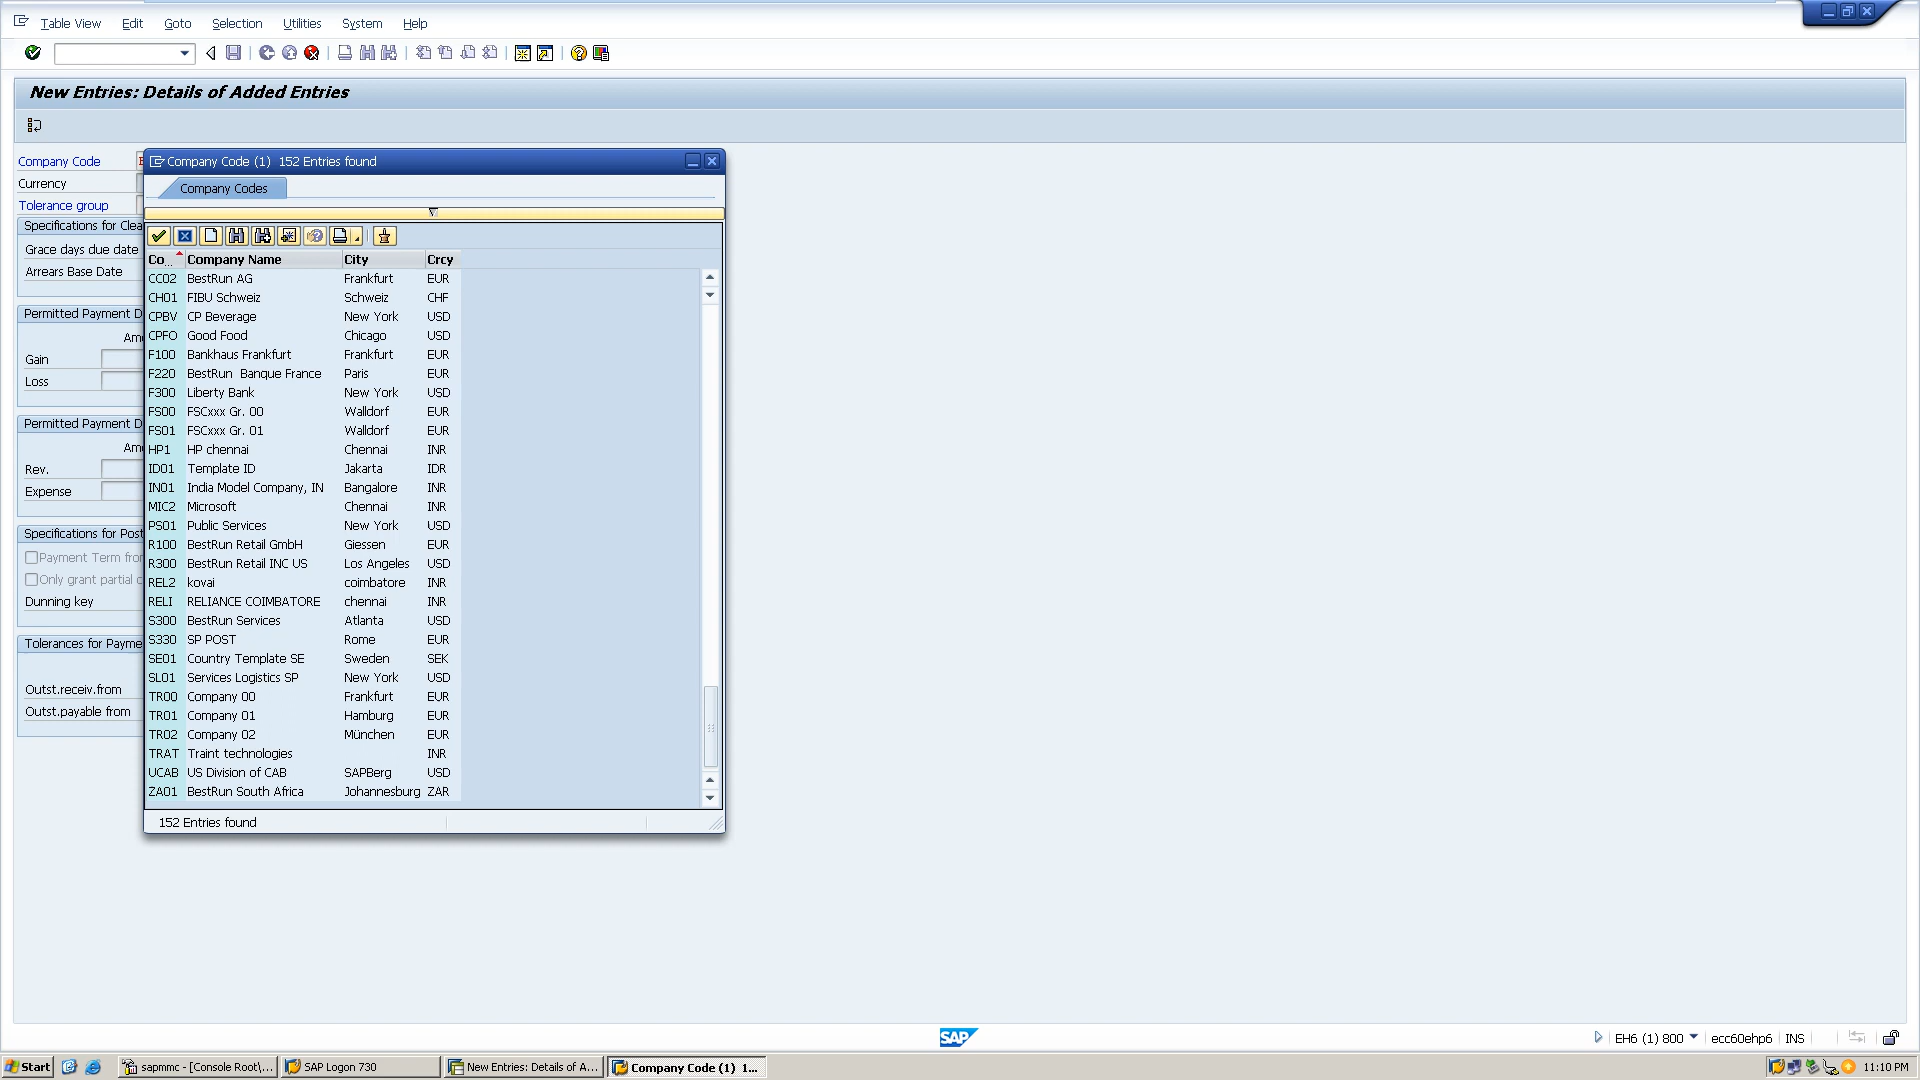 Table View Edit Goto Selection Utilities System Help
New Entries: Details of Added Entries
Company Code
Currency
Tolerance group
Specifications for Clea
Grace days due date
Arrears Base Date
Permitted Payment D
Amo
Gain
Loss
Permitted Payment D
Amo
Rev.
Expense
Specifications for Post
Payment Term from
Only grant partial c
Dunning key
Tolerances for Payme
Outst.receiv.from
Outst.payable from
Company Code (1) 152 Entries found
Company Codes
Co... Company Name City Crcy
CC02 BestRun AG Frankfurt EUR
CH01 FIBU Schweiz Schweiz CHF
CPBV CP Beverage New York USD
CPFO Good Food Chicago USD
F100 Bankhaus Frankfurt Frankfurt EUR
F220 BestRun Banque France Paris EUR
F300 Liberty Bank New York USD
FS00 FSCxxx Gr. 00 Walldorf EUR
FS01 FSCxxx Gr. 01 Walldorf EUR
HP1 HP chennai Chennai INR
ID01 Template ID Jakarta IDR
IN01 India Model Company, IN Bangalore INR
MIC2 Microsoft Chennai INR
PS01 Public Services New York USD
R100 BestRun Retail GmbH Giessen EUR
R300 BestRun Retail INC US Los Angeles USD
REL2 kovai coimbatore INR
RELI RELIANCE COIMBATORE chennai INR
S300 BestRun Services Atlanta USD
S330 SP POST Rome EUR
SE01 Country Template SE Sweden SEK
SL01 Services Logistics SP New York USD
TR00 Company 00 Frankfurt EUR
TR01 Company 01 Hamburg EUR
TR02 Company 02 München EUR
TRAT Traint technologies INR
UCAB US Division of CAB SAPBerg USD
ZA01 BestRun South Africa Johannesburg ZAR
152 Entries found
SAP
EH6 (1) 800 ecc60ehp6 INS
Start sapmmc - [Console Root\... SAP Logon 730 New Entries: Details of A... Company Code (1) 1... 11:10 PM